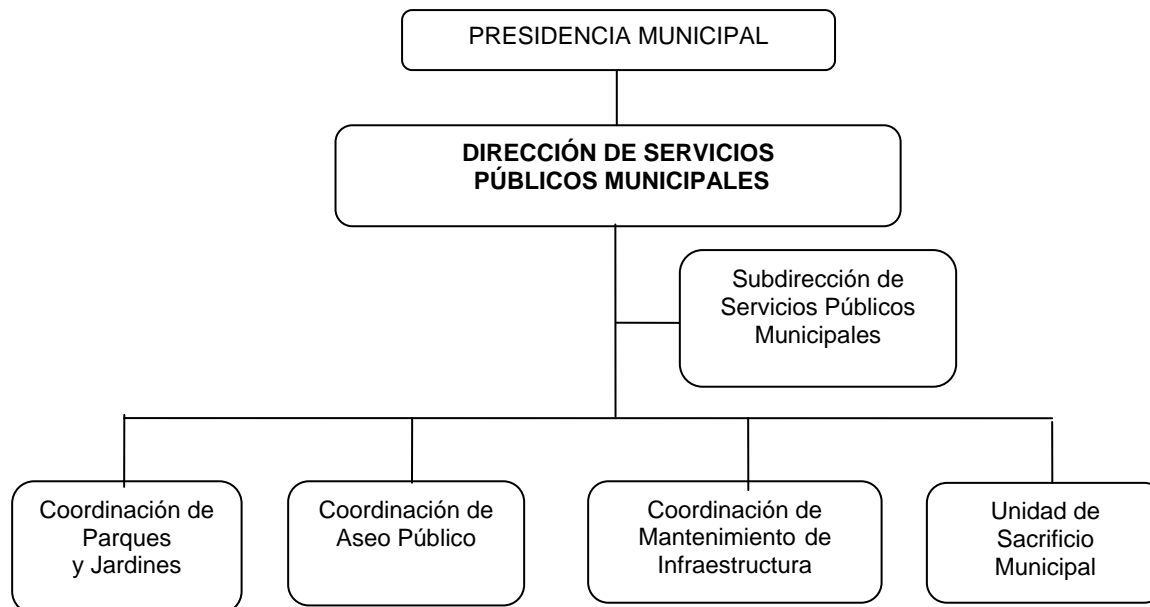 PRESIDENCIA MUNICIPAL
DIRECCIÓN DE SERVICIOS
PÚBLICOS MUNICIPALES
Subdirección de
Servicios Públicos
Municipales
Coordinación de
Parques
y Jardines
Coordinación de
Aseo Público
Coordinación de
Mantenimiento de
Infraestructura
Unidad de
Sacrificio
Municipal